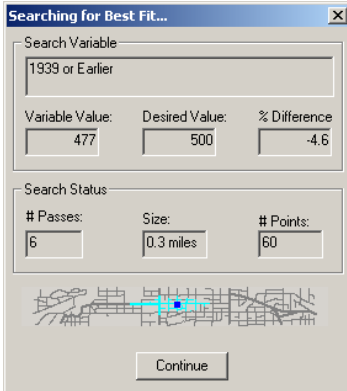 Searching for Best Fit...
Search Variable
1939 or Earlier
Variable Value: Desired Value: % Difference
477 500 -4.6
Search Status
# Passes: Size: # Points:
6 0.3 miles 60
Continue